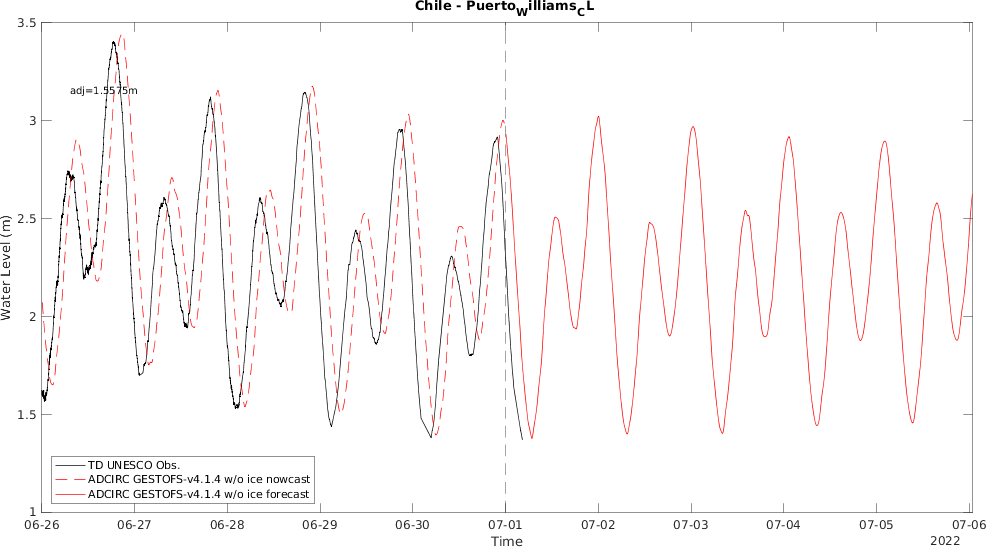 Chile - Puerto_Williams_CL
3.5
3
2.5
2
1.5
1
Water Level (m)
adj=1.5575m
TD UNESCO Obs.
ADCIRC GESTOFS-v4.1.4 w/o ice nowcast
ADCIRC GESTOFS-v4.1.4 w/o ice forecast
06-26 06-27 06-28 06-29 06-30 07-01 07-02 07-03 07-04 07-05 07-06
Time
2022